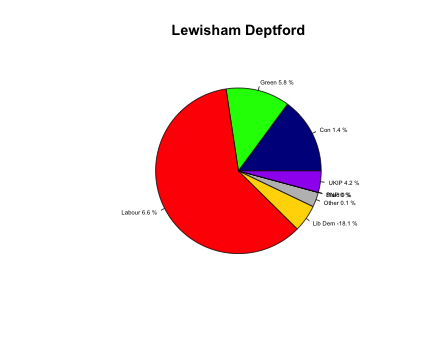 Lewisham Deptford
Green 5.8 %
Con 1.4 %
UKIP 4.2 %
Other 0.1 %
Labour 6.6 %
Lib Dem -18.1 %